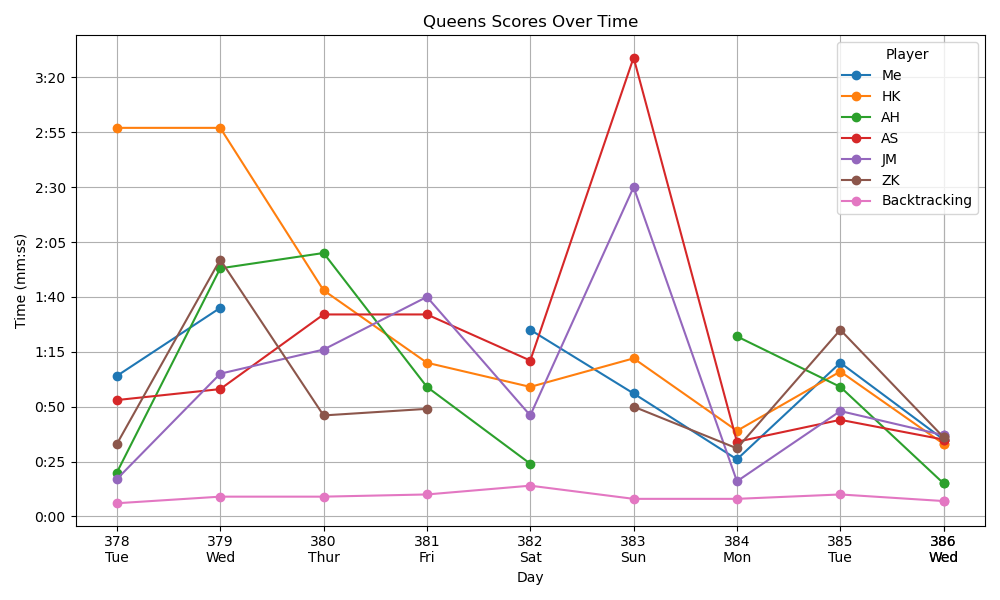 Queens Scores Over Time
Time (mm:ss)
3:20
2:55
2:30
2:05
1:40
1:15
0:50
0:25
0:00
Player
Me
HK
AH
AS
JM
ZK
Backtracking
378 379 380 381 382 383 384 385 386
Tue Wed Thur Fri Sat Sun Mon Tue Wed
Day